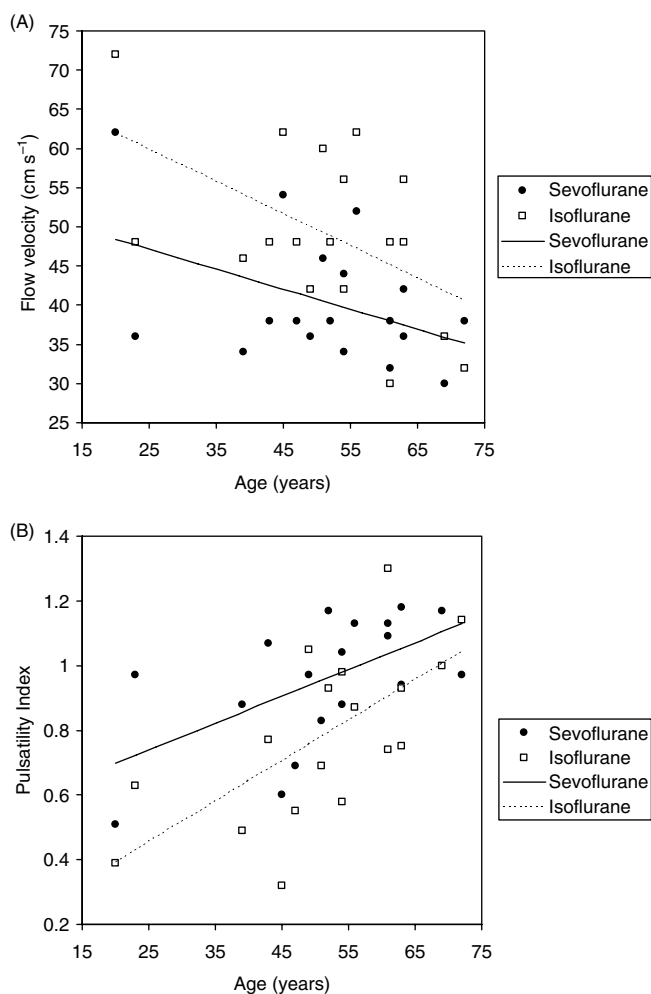 (A)
75
70
65
60
55
50
45
40
35
30
25
Flow velocity (cm s⁻¹)
15 25 35 45 55 65 75
Age (years)
Sevoflurane
Isoflurane
Sevoflurane
Isoflurane
(B)
1.4
1.2
1
0.8
0.6
0.4
0.2
Pulsatility Index
15 25 35 45 55 65 75
Age (years)
Sevoflurane
Isoflurane
Sevoflurane
Isoflurane